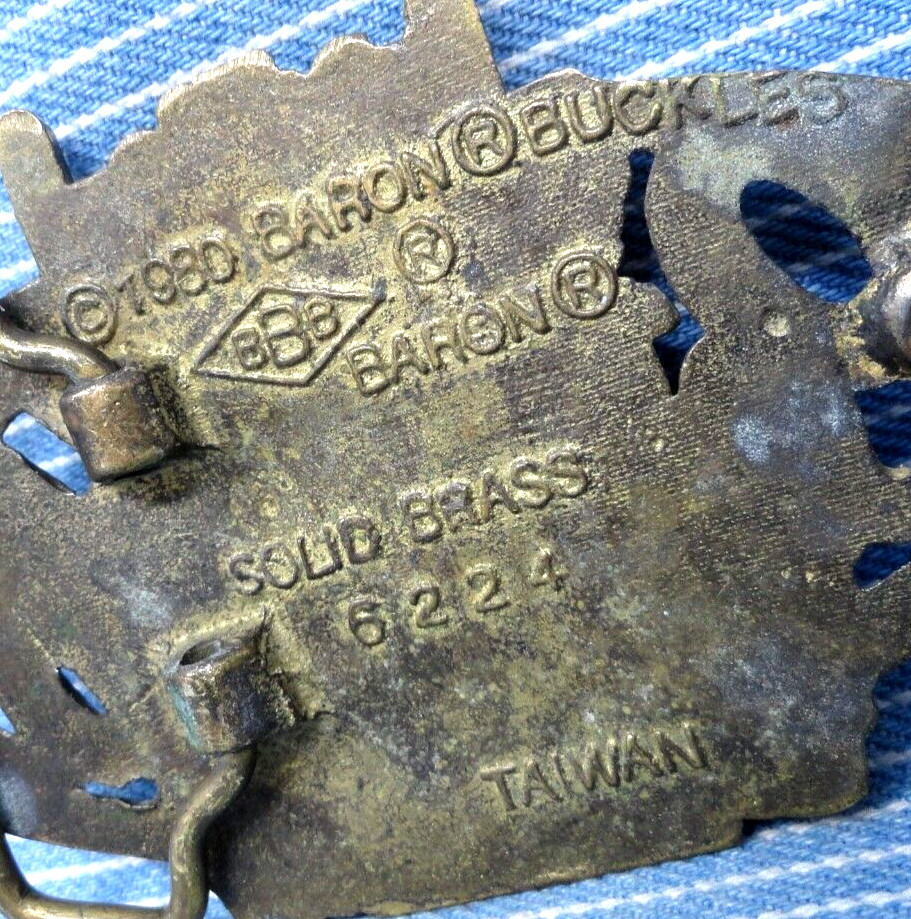 ©1980 BARON® BUCKLES
BBB ®
BARON®
SOLID BRASS
6224
TAIWAN